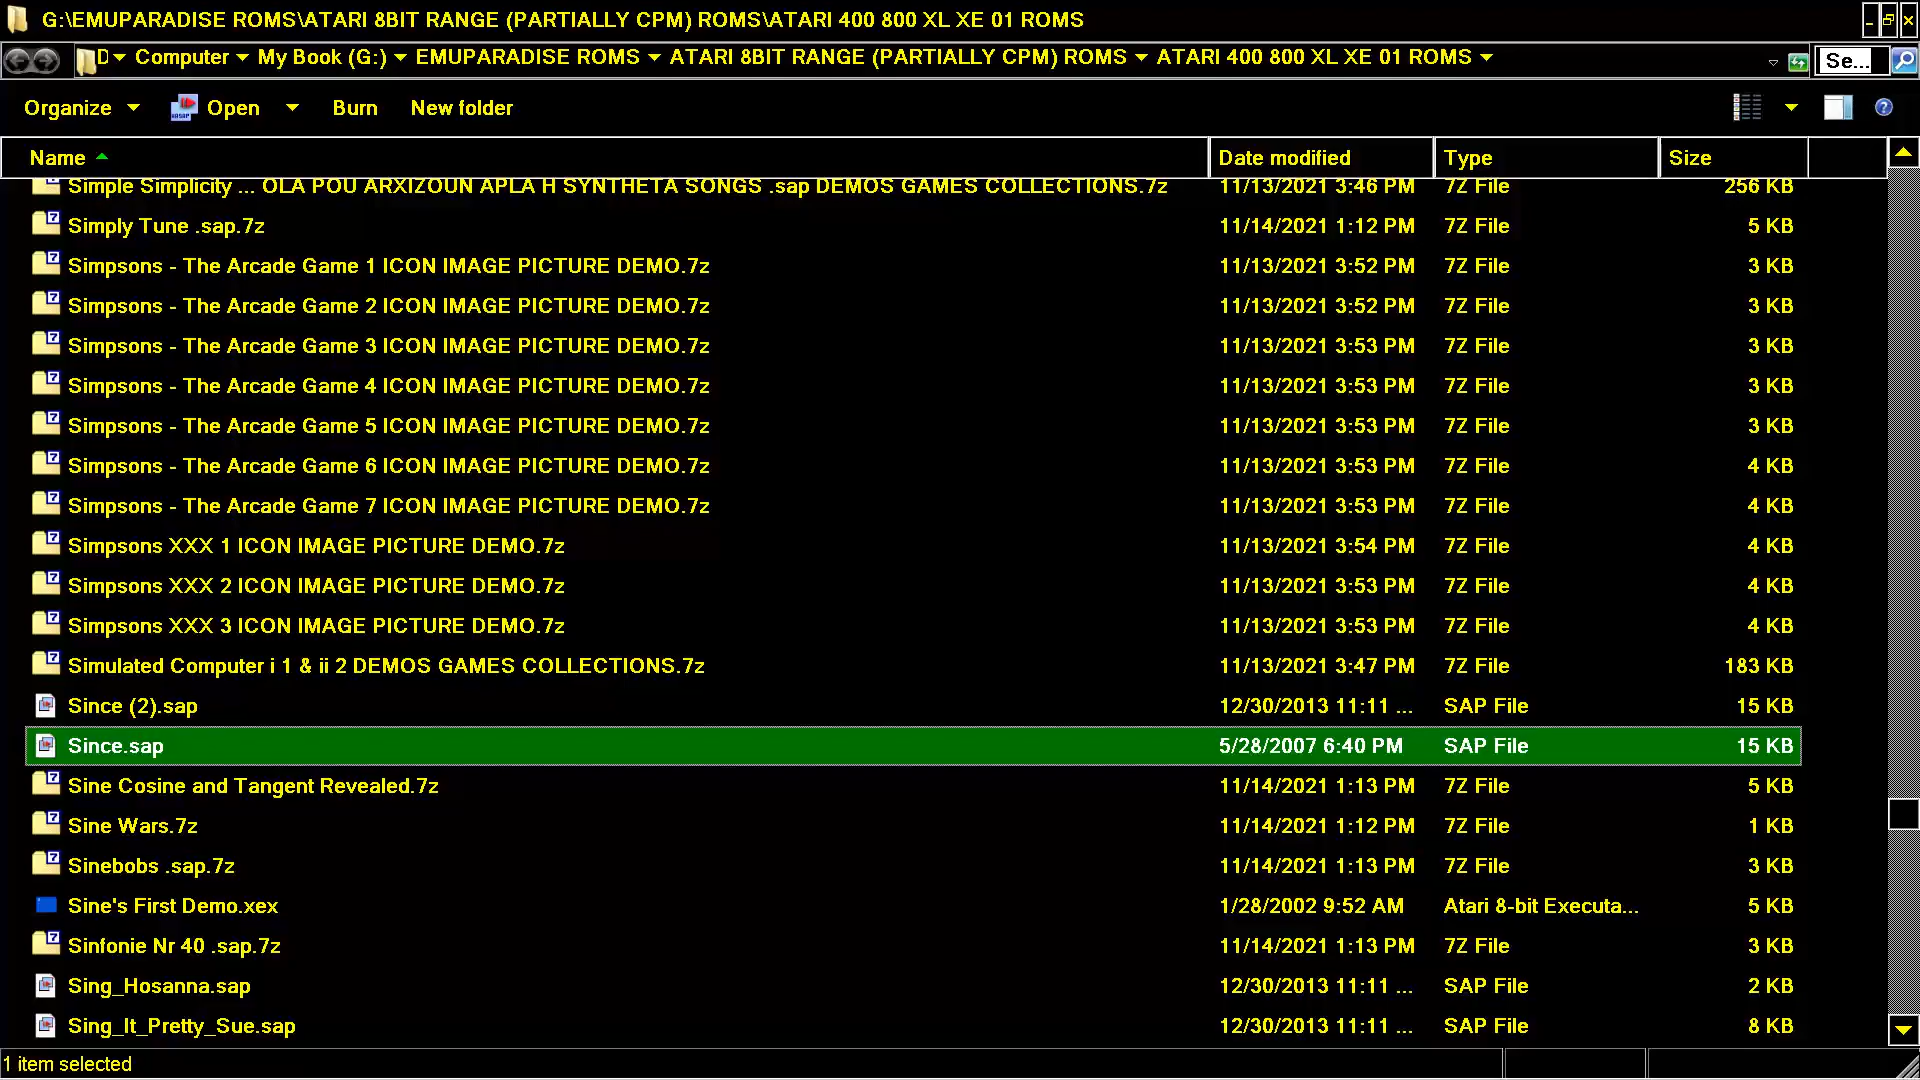 G:\EMUPARADISE ROMS\ATARI 8BIT RANGE (PARTIALLY CPM) ROMS\ATARI 400 800 XL XE 01 ROMS
D Computer My Book (G:) EMUPARADISE ROMS ATARI 8BIT RANGE (PARTIALLY CPM) ROMS ATARI 400 800 XL XE 01 ROMS Se...
Organize Open Burn New folder
Name Date modified Type Size
Simple Simplicity ... OLA POU ARXIZOUN APLA H SYNTHETA SONGS .sap DEMOS GAMES COLLECTIONS.7z 11/13/2021 3:46 PM 7Z File 256 KB
Simply Tune .sap.7z 11/14/2021 1:12 PM 7Z File 5 KB
Simpsons - The Arcade Game 1 ICON IMAGE PICTURE DEMO.7z 11/13/2021 3:52 PM 7Z File 3 KB
Simpsons - The Arcade Game 2 ICON IMAGE PICTURE DEMO.7z 11/13/2021 3:52 PM 7Z File 3 KB
Simpsons - The Arcade Game 3 ICON IMAGE PICTURE DEMO.7z 11/13/2021 3:53 PM 7Z File 3 KB
Simpsons - The Arcade Game 4 ICON IMAGE PICTURE DEMO.7z 11/13/2021 3:53 PM 7Z File 3 KB
Simpsons - The Arcade Game 5 ICON IMAGE PICTURE DEMO.7z 11/13/2021 3:53 PM 7Z File 3 KB
Simpsons - The Arcade Game 6 ICON IMAGE PICTURE DEMO.7z 11/13/2021 3:53 PM 7Z File 4 KB
Simpsons - The Arcade Game 7 ICON IMAGE PICTURE DEMO.7z 11/13/2021 3:53 PM 7Z File 4 KB
Simpsons XXX 1 ICON IMAGE PICTURE DEMO.7z 11/13/2021 3:54 PM 7Z File 4 KB
Simpsons XXX 2 ICON IMAGE PICTURE DEMO.7z 11/13/2021 3:53 PM 7Z File 4 KB
Simpsons XXX 3 ICON IMAGE PICTURE DEMO.7z 11/13/2021 3:53 PM 7Z File 4 KB
Simulated Computer i 1 & ii 2 DEMOS GAMES COLLECTIONS.7z 11/13/2021 3:47 PM 7Z File 183 KB
Since (2).sap 12/30/2013 11:11 ... SAP File 15 KB
Since.sap 5/28/2007 6:40 PM SAP File 15 KB
Sine Cosine and Tangent Revealed.7z 11/14/2021 1:13 PM 7Z File 5 KB
Sine Wars.7z 11/14/2021 1:12 PM 7Z File 1 KB
Sinebobs .sap.7z 11/14/2021 1:13 PM 7Z File 3 KB
Sine's First Demo.xex 1/28/2002 9:52 AM Atari 8-bit Executa... 5 KB
Sinfonie Nr 40 .sap.7z 11/14/2021 1:13 PM 7Z File 3 KB
Sing_Hosanna.sap 12/30/2013 11:11 ... SAP File 2 KB
Sing_It_Pretty_Sue.sap 12/30/2013 11:11 ... SAP File 8 KB
1 item selected